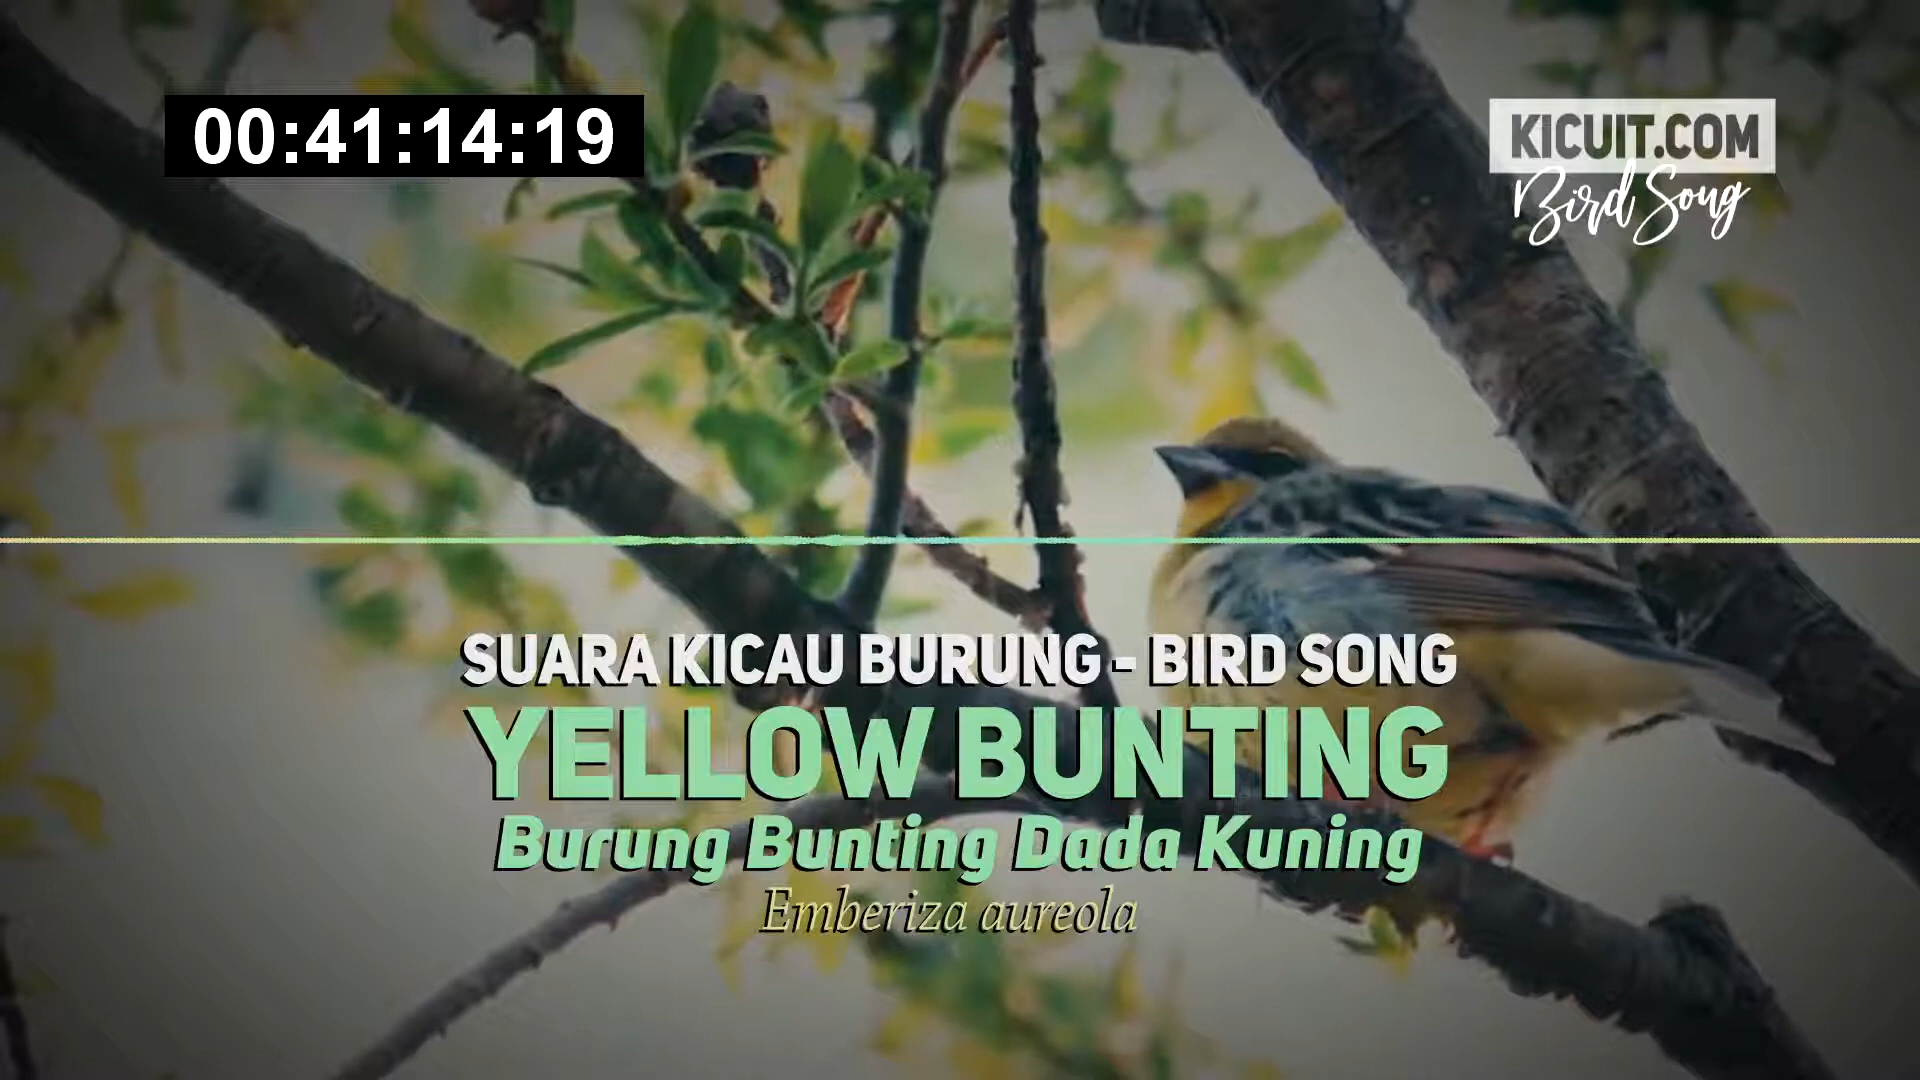 00:41:14:19
KICUIT.COM
Bird Song
SUARA KICAU BURUNG - BIRD SONG
YELLOW BUNTING
Burung Bunting Dada Kuning
Emberiza aureola